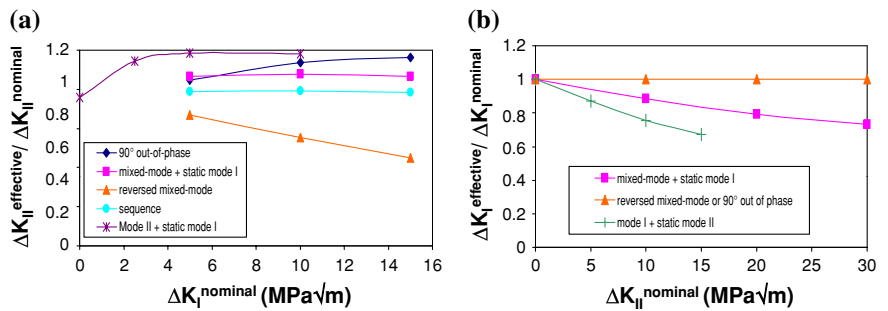 (a)
1.2
1
0.8
0.6
0.4
0.2
0
0 2 4 6 8 10 12 14 16
ΔK_II^effective/ ΔK_II^nominal
ΔK_I^nominal (MPa√m)
90° out-of-phase
mixed-mode + static mode I
reversed mixed-mode
sequence
Mode II + static mode I
(b)
1.2
1
0.8
0.6
0.4
0.2
0
0 5 10 15 20 25 30
ΔK_I^effective/ ΔK_I^nominal
ΔK_II^nominal (MPa√m)
mixed-mode + static mode I
reversed mixed-mode or 90° out of phase
mode I + static mode II